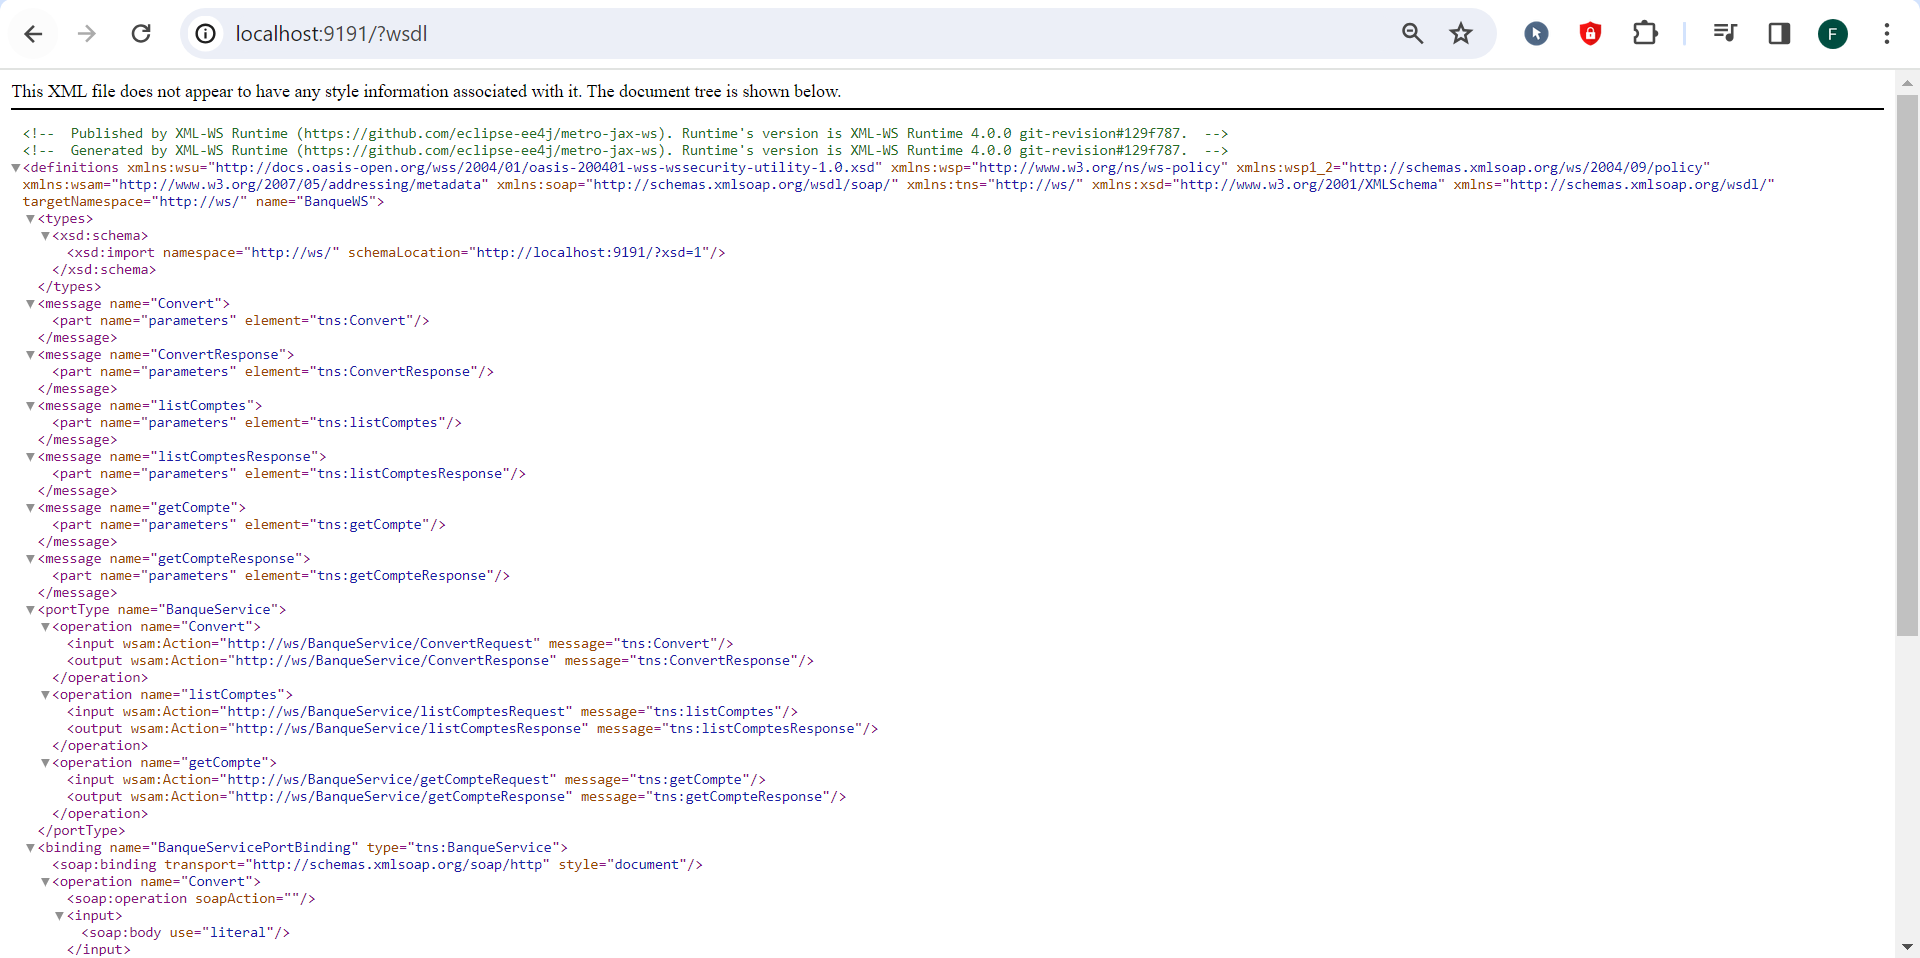 localhost:9191/?wsdl
F
This XML file does not appear to have any style information associated with it. The document tree is shown below.
<!-- Published by XML-WS Runtime (https://github.com/eclipse-ee4j/metro-jax-ws). Runtime's version is XML-WS Runtime 4.0.0 git-revision#129f787. -->
<!-- Generated by XML-WS Runtime (https://github.com/eclipse-ee4j/metro-jax-ws). Runtime's version is XML-WS Runtime 4.0.0 git-revision#129f787. -->
<definitions xmlns:wsu="http://docs.oasis-open.org/wss/2004/01/oasis-200401-wss-wssecurity-utility-1.0.xsd" xmlns:wsp="http://www.w3.org/ns/ws-policy" xmlns:wsp1_2="http://schemas.xmlsoap.org/ws/2004/09/policy"
xmlns:wsam="http://www.w3.org/2007/05/addressing/metadata" xmlns:soap="http://schemas.xmlsoap.org/wsdl/soap/" xmlns:tns="http://ws/" xmlns:xsd="http://www.w3.org/2001/XMLSchema" xmlns="http://schemas.xmlsoap.org/wsdl/"
targetNamespace="http://ws/" name="BanqueWS">
<types>
<xsd:schema>
<xsd:import namespace="http://ws/" schemaLocation="http://localhost:9191/?xsd=1"/>
</xsd:schema>
</types>
<message name="Convert">
<part name="parameters" element="tns:Convert"/>
</message>
<message name="ConvertResponse">
<part name="parameters" element="tns:ConvertResponse"/>
</message>
<message name="listComptes">
<part name="parameters" element="tns:listComptes"/>
</message>
<message name="listComptesResponse">
<part name="parameters" element="tns:listComptesResponse"/>
</message>
<message name="getCompte">
<part name="parameters" element="tns:getCompte"/>
</message>
<message name="getCompteResponse">
<part name="parameters" element="tns:getCompteResponse"/>
</message>
<portType name="BanqueService">
<operation name="Convert">
<input wsam:Action="http://ws/BanqueService/ConvertRequest" message="tns:Convert"/>
<output wsam:Action="http://ws/BanqueService/ConvertResponse" message="tns:ConvertResponse"/>
</operation>
<operation name="listComptes">
<input wsam:Action="http://ws/BanqueService/listComptesRequest" message="tns:listComptes"/>
<output wsam:Action="http://ws/BanqueService/listComptesResponse" message="tns:listComptesResponse"/>
</operation>
<operation name="getCompte">
<input wsam:Action="http://ws/BanqueService/getCompteRequest" message="tns:getCompte"/>
<output wsam:Action="http://ws/BanqueService/getCompteResponse" message="tns:getCompteResponse"/>
</operation>
</portType>
<binding name="BanqueServicePortBinding" type="tns:BanqueService">
<soap:binding transport="http://schemas.xmlsoap.org/soap/http" style="document"/>
<operation name="Convert">
<soap:operation soapAction=""/>
<input>
<soap:body use="literal"/>
</input>